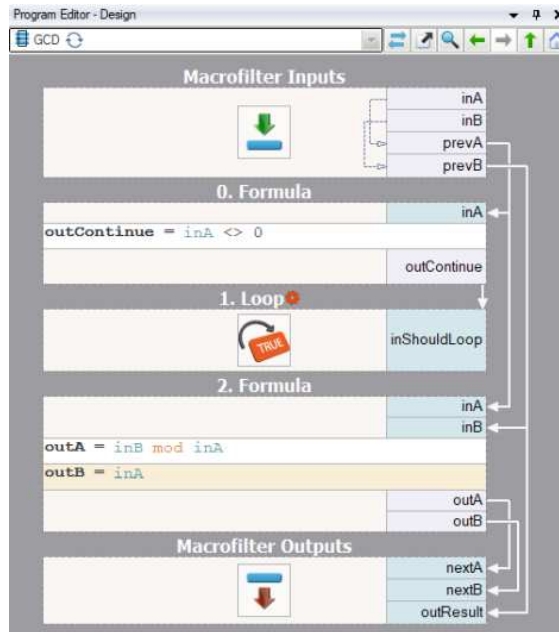 Program Editor - Design
GCD
Macrofilter Inputs
inA
inB
prevA
prevB
0. Formula
inA
outContinue = inA <> 0
outContinue
1. Loop
TRUE
inShouldLoop
2. Formula
inA
inB
outA = inB mod inA
outB = inA
outA
outB
Macrofilter Outputs
nextA
nextB
outResult